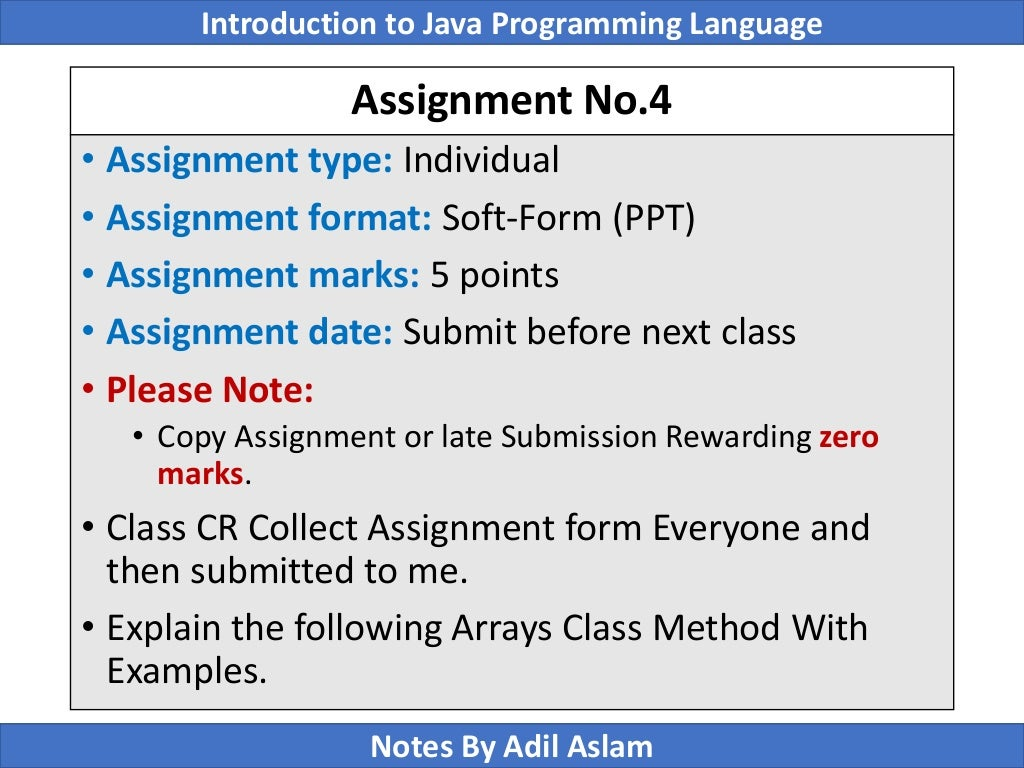 Introduction to Java Programming Language
Assignment No.4
• Assignment type: Individual
• Assignment format: Soft-Form (PPT)
• Assignment marks: 5 points
• Assignment date: Submit before next class
• Please Note:
• Copy Assignment or late Submission Rewarding zero
marks.
• Class CR Collect Assignment form Everyone and
then submitted to me.
• Explain the following Arrays Class Method With
Examples.
Notes By Adil Aslam